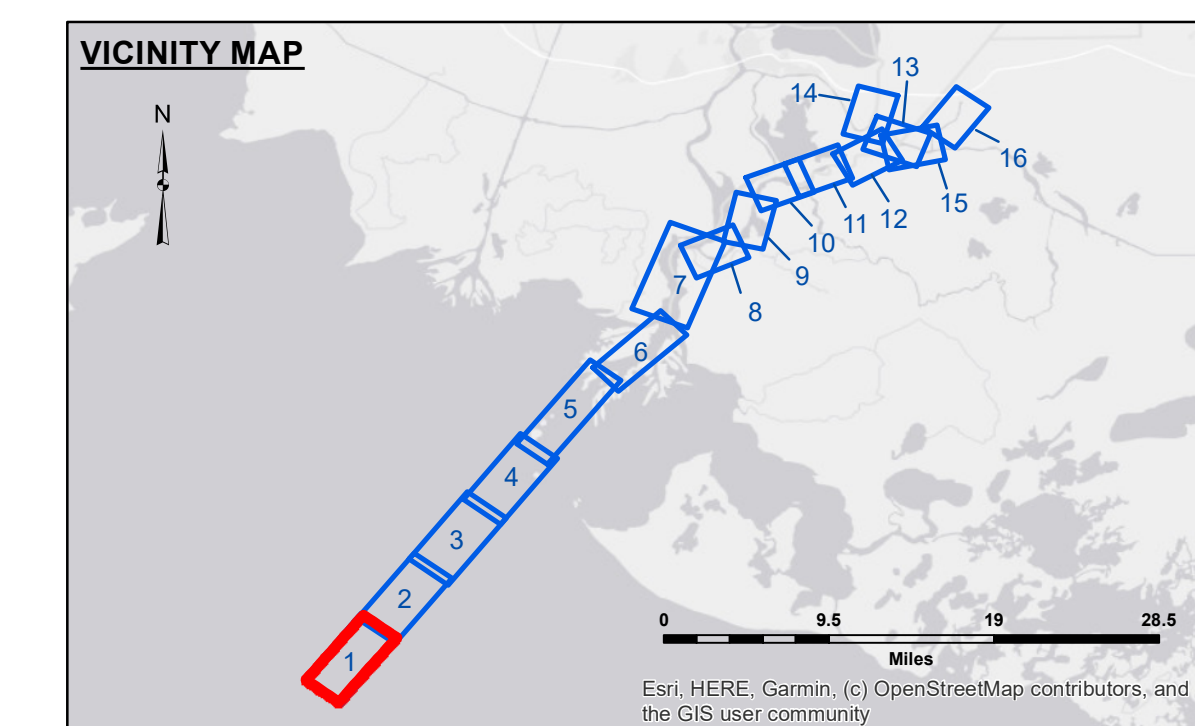 VICINITY MAP
N
13
14
16
15
12
11
10
9
8
7
6
5
4
3
2
1
0 9.5 19 28.5
Miles
Esri, HERE, Garmin, (c) OpenStreetMap contributors, and
the GIS user community